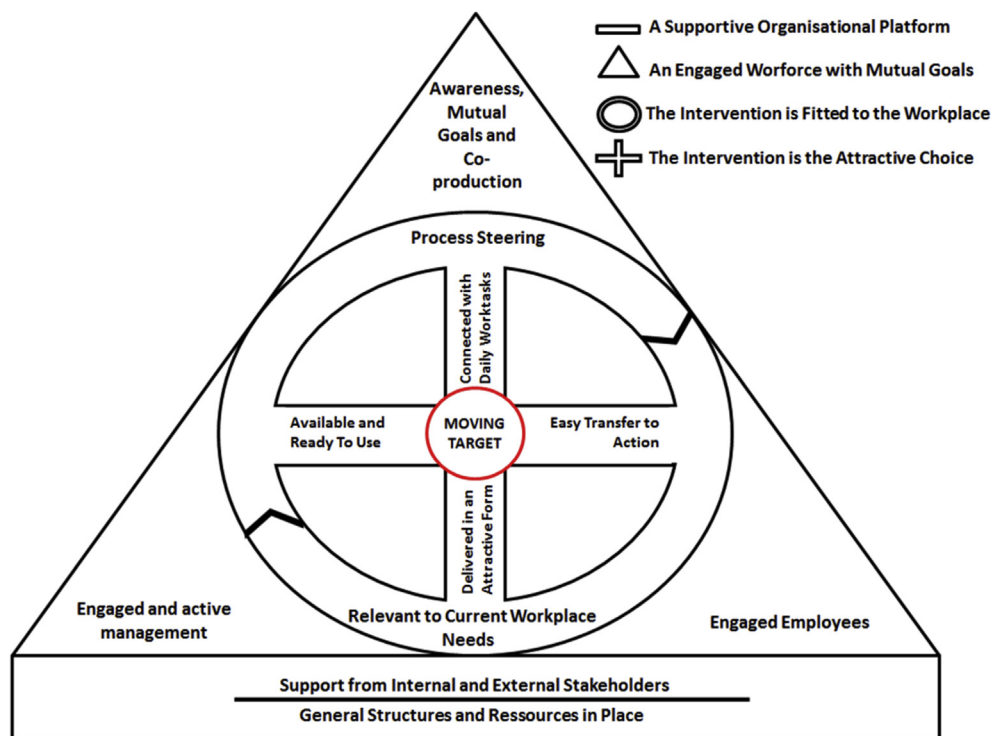 A Supportive Organisational Platform
An Engaged Worforce with Mutual Goals
The Intervention is Fitted to the Workplace
The Intervention is the Attractive Choice
Awareness,
Mutual
Goals and
Co-
production
Process Steering
Connected with
Daily Worktasks
Available and
Ready To Use
MOVING
TARGET
Easy Transfer to
Action
Delivered in an
Attractive Form
Relevant to Current Workplace
Needs
Engaged and active
management
Engaged Employees
Support from Internal and External Stakeholders
General Structures and Ressources in Place